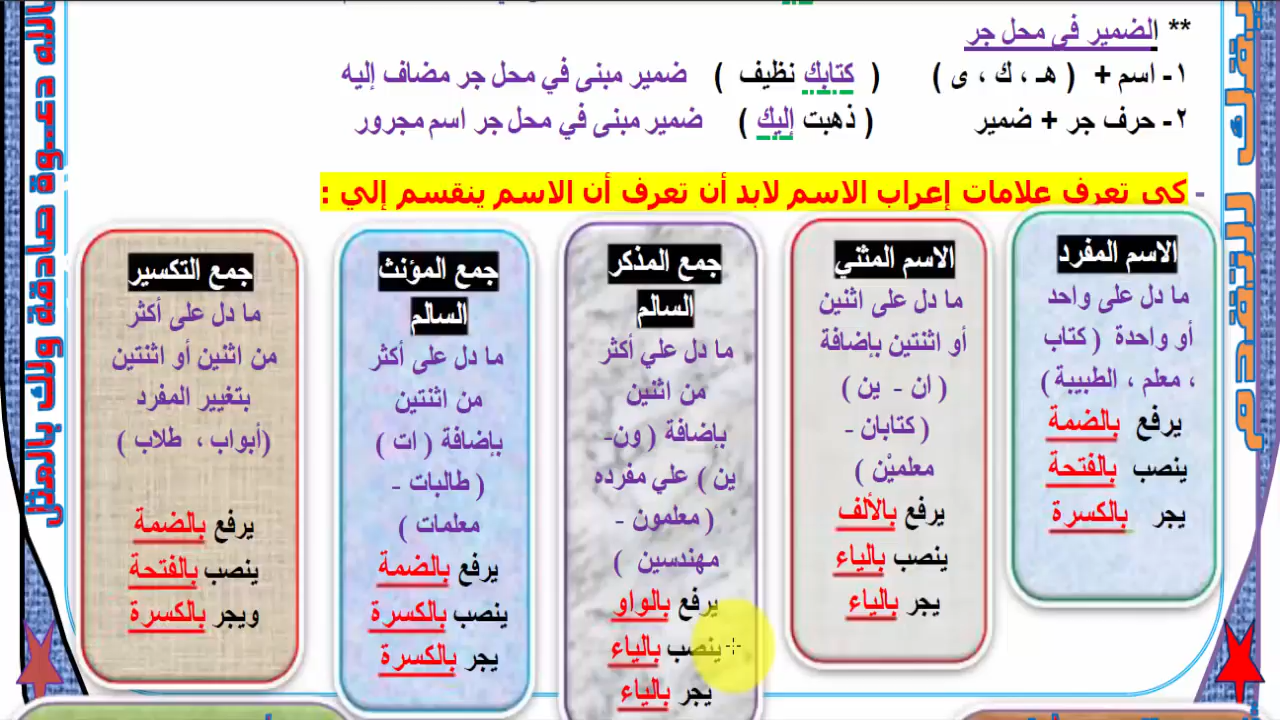 ** الضمير فى محل جر
١- اسم + ( هـ ، ك ، ى ) ( كتابك نظيف ) ضمير مبنى في محل جر مضاف إليه
٢- حرف جر + ضمير ( ذهبت إليك ) ضمير مبنى في محل جر اسم مجرور
- كى تعرف علامات إعراب الاسم لابد أن تعرف أن الاسم ينقسم إلي :
الاسم المفرد
ما دل على واحد
أو واحدة ( كتاب
، معلم ، الطبيبة )
يرفع بالضمة
ينصب بالفتحة
يجر بالكسرة
الاسم المثني
ما دل على اثنين
أو اثنتين بإضافة
( ان - ين )
( كتابان -
معلميْن )
يرفع بالألف
ينصب بالياء
يجر بالياء
جمع المذكر
السالم
ما دل علي أكثر
من اثنين
بإضافة ( ون-
ين ) علي مفرده
( معلمون -
مهندسين )
يرفع بالواو
ينصب بالياء
يجر بالياء
جمع المؤنث
السالم
ما دل على أكثر
من اثنتين
بإضافة ( ات )
( طالبات -
معلمات )
يرفع بالضمة
ينصب بالكسرة
يجر بالكسرة
جمع التكسير
ما دل على أكثر
من اثنين أو اثنتين
بتغيير المفرد
(أبواب ، طلاب )
يرفع بالضمة
ينصب بالفتحة
ويجر بالكسرة
دعـوة صادقة ولك بالمثل